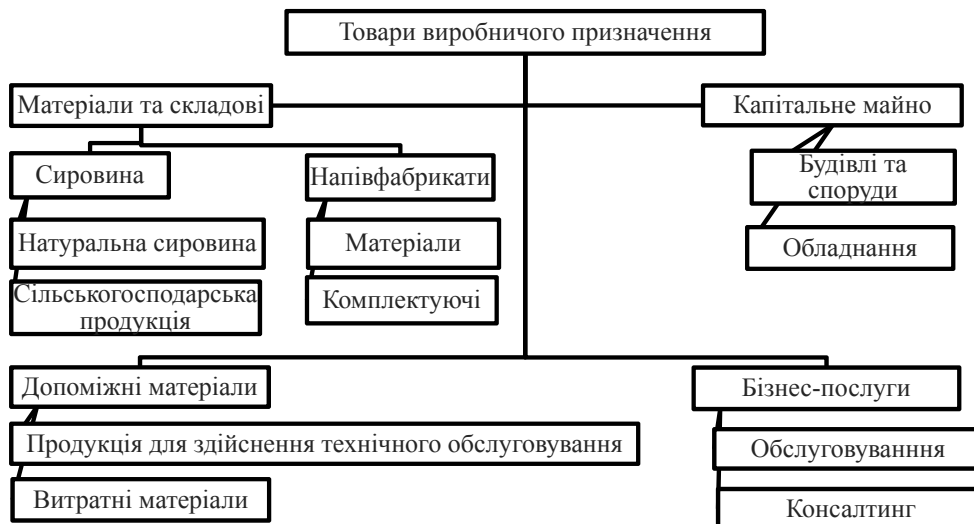 Товари виробничого призначення
Матеріали та складові
Капітальне майно
Сировина
Напівфабрикати
Будівлі та
споруди
Натуральна сировина
Матеріали
Обладнання
Сільськогосподарська
продукція
Комплектуючі
Допоміжні матеріали
Бізнес-послуги
Продукція для здійснення технічного обслуговування
Обслуговуванння
Витратні матеріали
Консалтинг